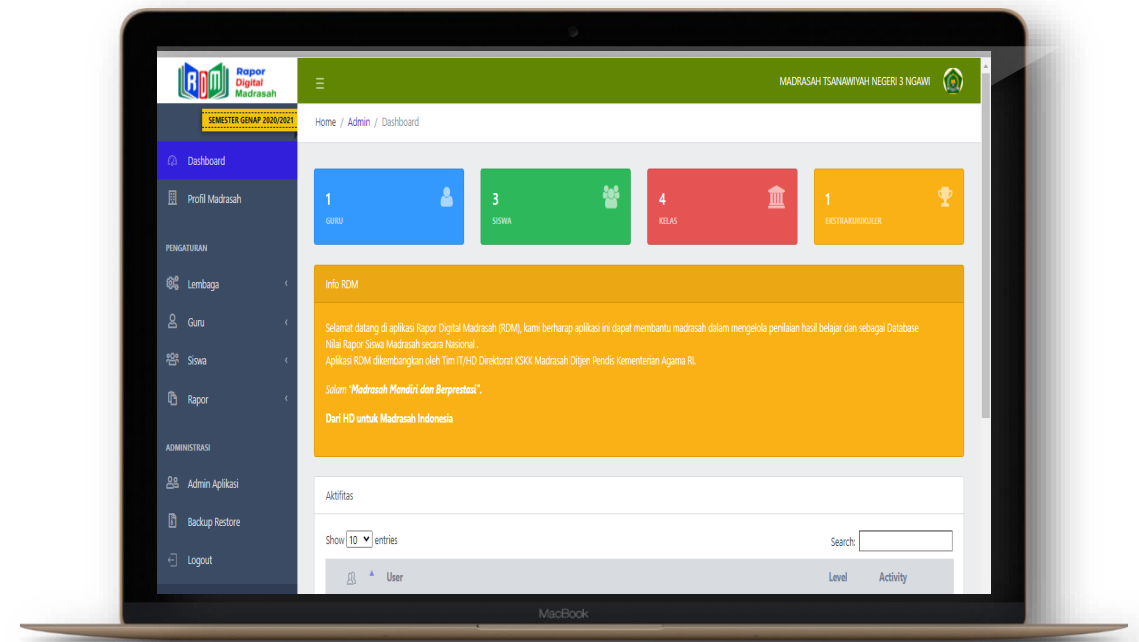 RDM
Rapor
Digital
Madrasah
MADRASAH TSANAWIYAH NEGERI 3 NGAWI
SEMESTER GENAP 2020/2021
Home / Admin / Dashboard
Dashboard
Profil Madrasah
PENGATURAN
Lembaga
Guru
Siswa
Rapor
ADMINISTRASI
Admin Aplikasi
Backup Restore
Logout
1
GURU
3
SISWA
4
KELAS
1
EKSTRAKURIKULER
Info RDM
Selamat datang di aplikasi Rapor Digital Madrasah (RDM), kami berharap aplikasi ini dapat membantu madrasah dalam mengelola penilaian hasil belajar dan sebagai Database
Nilai Rapor Siswa Madrasah secara Nasional .
Aplikasi RDM dikembangkan oleh Tim IT/HD Direktorat KSKK Madrasah Ditjen Pendis Kementerian Agama RI.
Salam "Madrasah Mandiri dan Berprestasi".
Dari HD untuk Madrasah Indonesia
Aktifitas
Show 10 entries
Search:
User Level Activity
MacBook